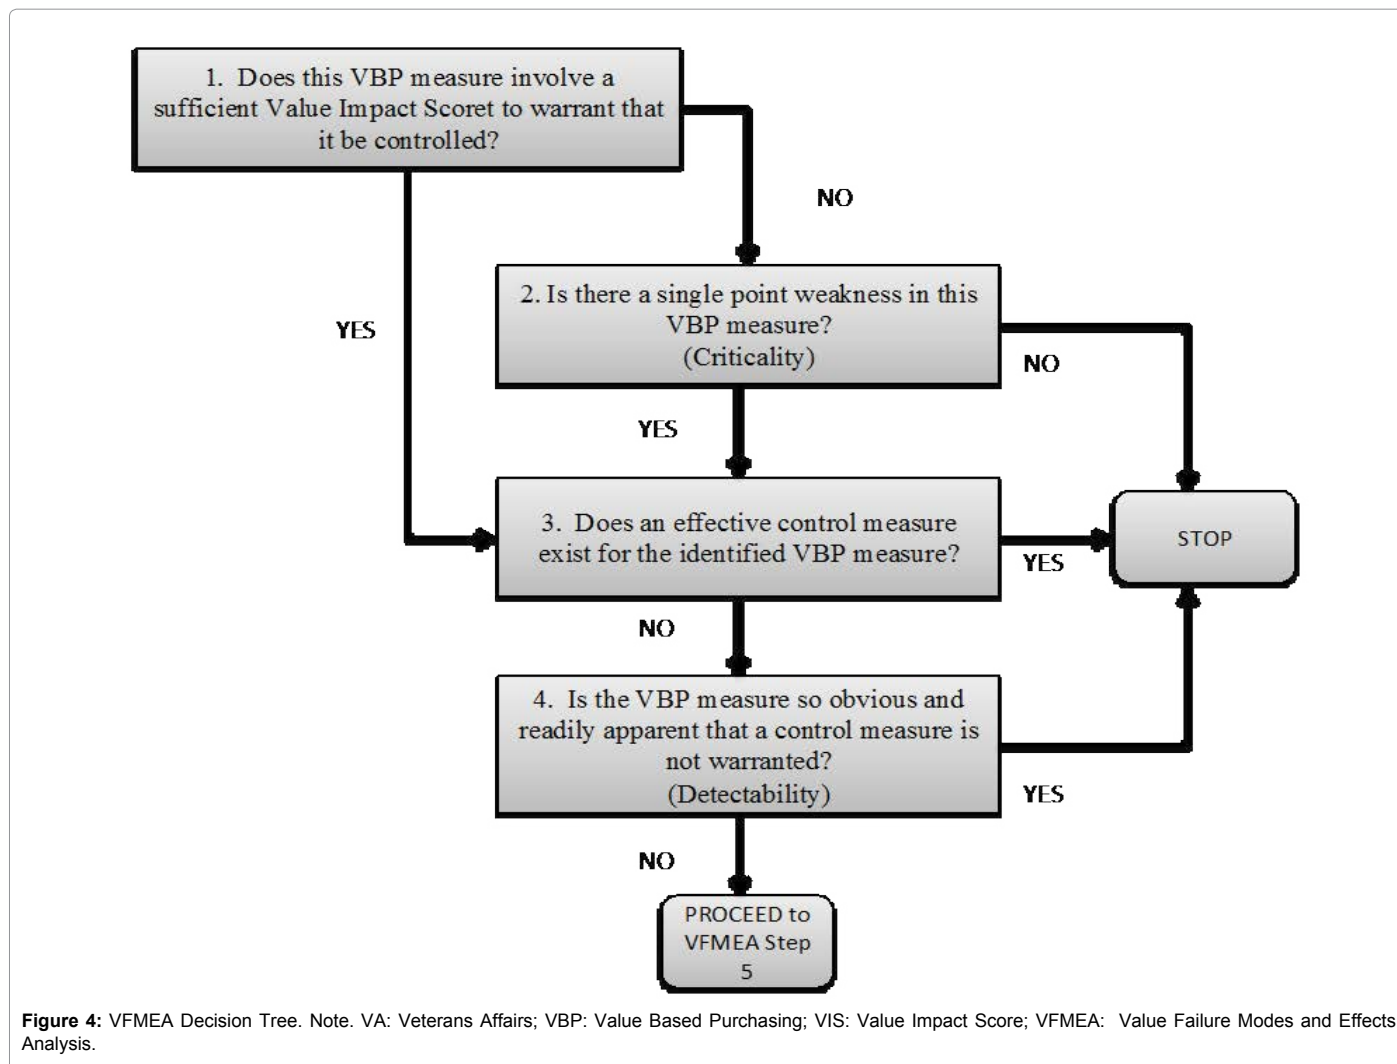 1. Does this VBP measure involve a
sufficient Value Impact Scoret to warrant that
it be controlled?
NO
2. Is there a single point weakness in this
VBP measure?
(Criticality)
YES
NO
YES
3. Does an effective control measure
exist for the identified VBP measure?
STOP
YES
NO
4. Is the VBP measure so obvious and
readily apparent that a control measure is
not warranted?
(Detectability)
YES
NO
PROCEED to
VFMEA Step
5
Figure 4: VFMEA Decision Tree. Note. VA: Veterans Affairs; VBP: Value Based Purchasing; VIS: Value Impact Score; VFMEA: Value Failure Modes and Effects
Analysis.